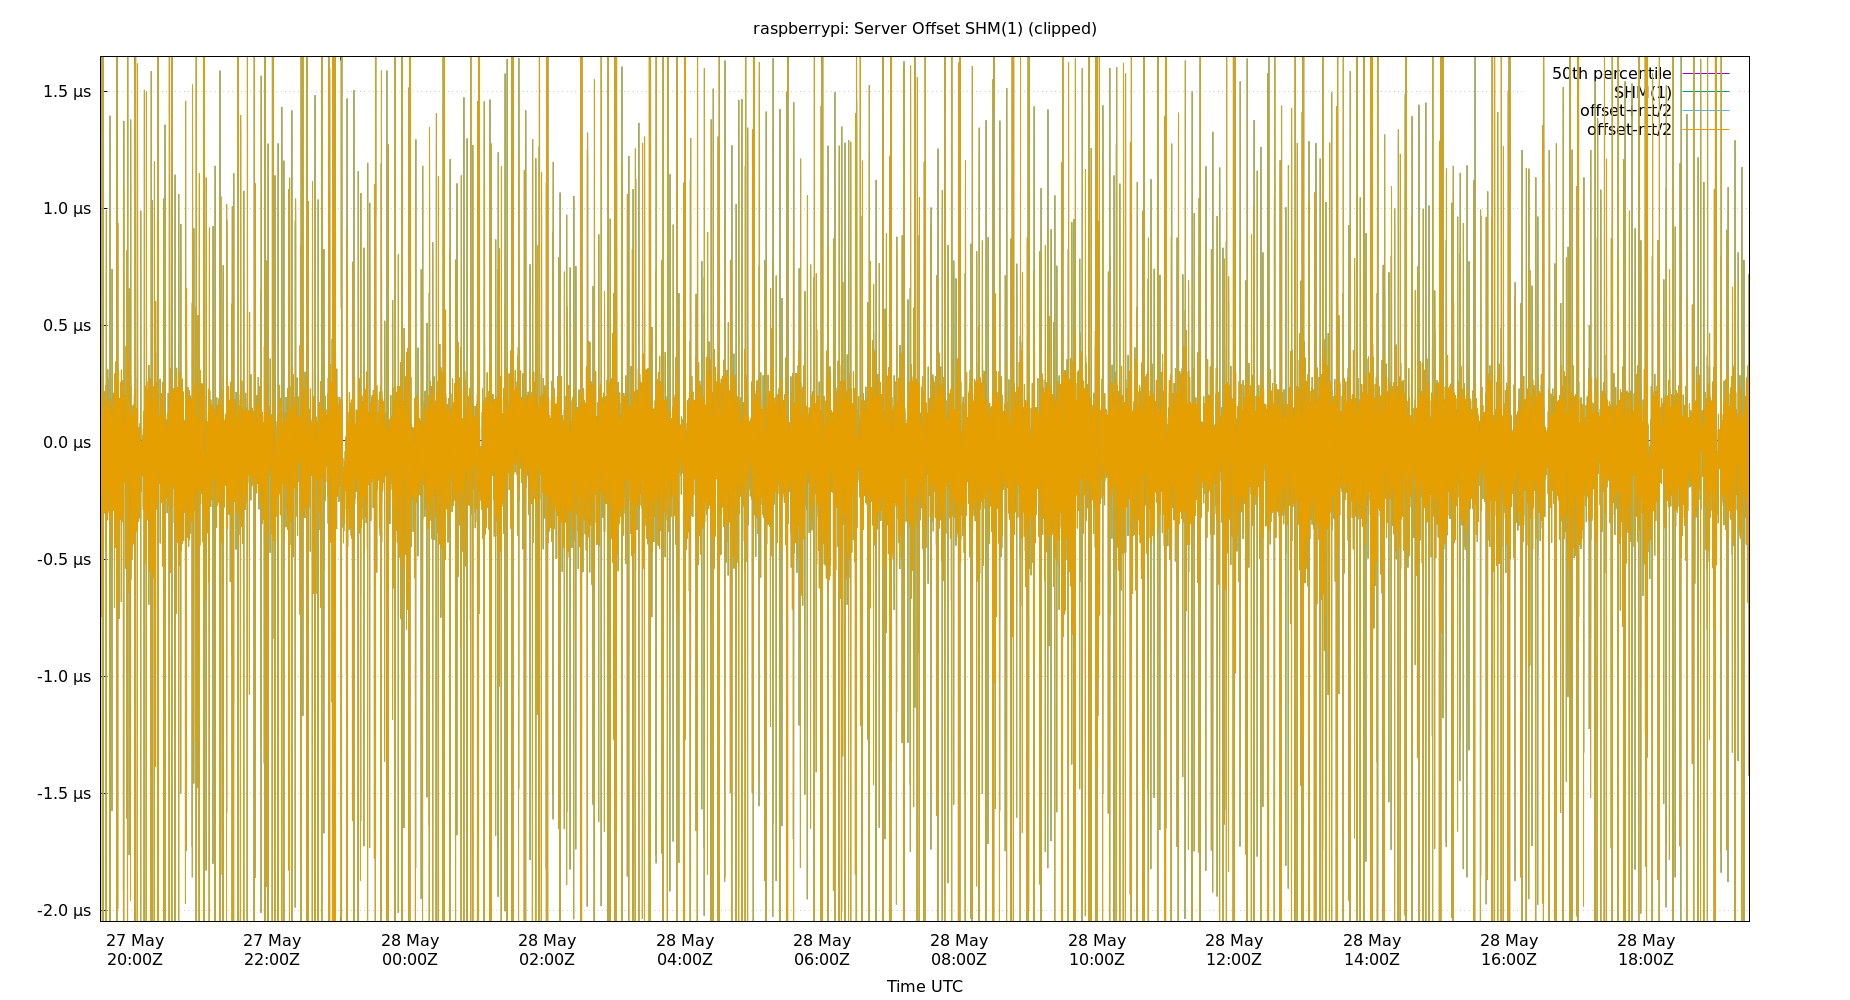 raspberrypi: Server Offset SHM(1) (clipped)
50th percentile
SHM(1)
offset+rtt/2
offset-rtt/2
1.5 µs
1.0 µs
0.5 µs
0.0 µs
-0.5 µs
-1.0 µs
-1.5 µs
-2.0 µs
27 May 27 May 28 May 28 May 28 May 28 May 28 May 28 May 28 May 28 May 28 May 28 May
20:00Z 22:00Z 00:00Z 02:00Z 04:00Z 06:00Z 08:00Z 10:00Z 12:00Z 14:00Z 16:00Z 18:00Z
Time UTC